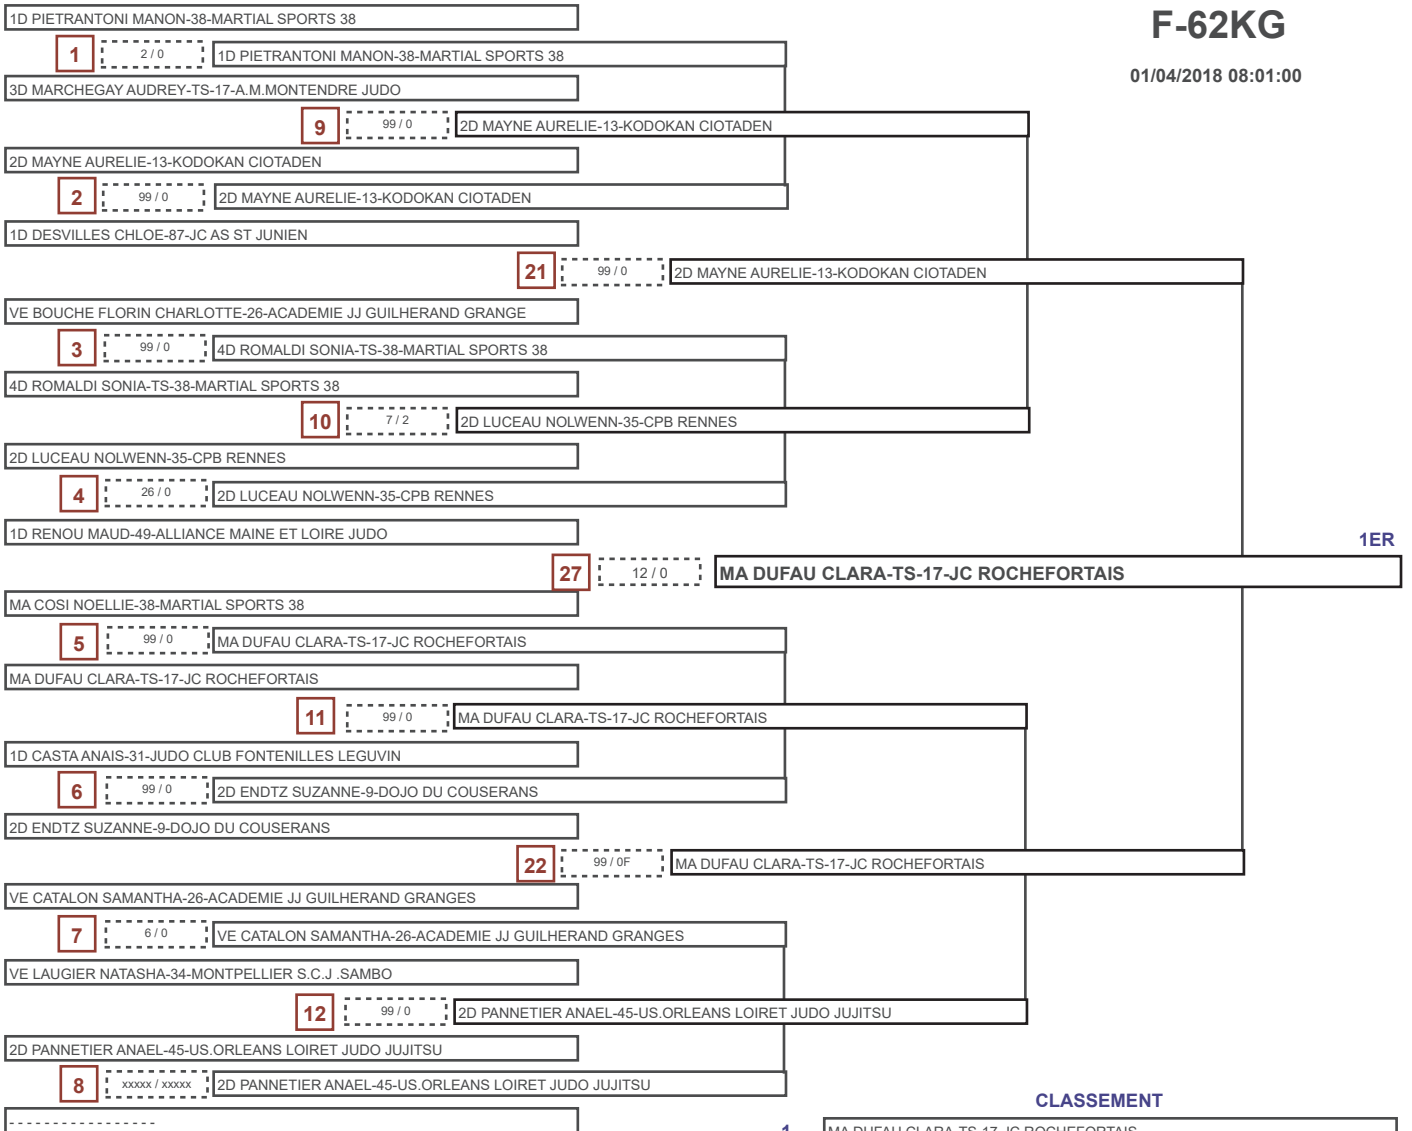 1D PIETRANTONI MANON-38-MARTIAL SPORTS 38
F-62KG
1 2 / 0 1D PIETRANTONI MANON-38-MARTIAL SPORTS 38
01/04/2018 08:01:00
3D MARCHEGAY AUDREY-TS-17-A.M.MONTENDRE JUDO
9 99 / 0 2D MAYNE AURELIE-13-KODOKAN CIOTADEN
2D MAYNE AURELIE-13-KODOKAN CIOTADEN
2 99 / 0 2D MAYNE AURELIE-13-KODOKAN CIOTADEN
1D DESVILLES CHLOE-87-JC AS ST JUNIEN
21 99 / 0 2D MAYNE AURELIE-13-KODOKAN CIOTADEN
VE BOUCHE FLORIN CHARLOTTE-26-ACADEMIE JJ GUILHERAND GRANGE
3 99 / 0 4D ROMALDI SONIA-TS-38-MARTIAL SPORTS 38
4D ROMALDI SONIA-TS-38-MARTIAL SPORTS 38
10 7 / 2 2D LUCEAU NOLWENN-35-CPB RENNES
2D LUCEAU NOLWENN-35-CPB RENNES
4 26 / 0 2D LUCEAU NOLWENN-35-CPB RENNES
1D RENOU MAUD-49-ALLIANCE MAINE ET LOIRE JUDO
1ER
27 12 / 0 MA DUFAU CLARA-TS-17-JC ROCHEFORTAIS
MA COSI NOELLIE-38-MARTIAL SPORTS 38
5 99 / 0 MA DUFAU CLARA-TS-17-JC ROCHEFORTAIS
MA DUFAU CLARA-TS-17-JC ROCHEFORTAIS
11 99 / 0 MA DUFAU CLARA-TS-17-JC ROCHEFORTAIS
1D CASTA ANAIS-31-JUDO CLUB FONTENILLES LEGUVIN
6 99 / 0 2D ENDTZ SUZANNE-9-DOJO DU COUSERANS
2D ENDTZ SUZANNE-9-DOJO DU COUSERANS
22 99 / 0F MA DUFAU CLARA-TS-17-JC ROCHEFORTAIS
VE CATALON SAMANTHA-26-ACADEMIE JJ GUILHERAND GRANGES
7 6 / 0 VE CATALON SAMANTHA-26-ACADEMIE JJ GUILHERAND GRANGES
VE LAUGIER NATASHA-34-MONTPELLIER S.C.J .SAMBO
12 99 / 0 2D PANNETIER ANAEL-45-US.ORLEANS LOIRET JUDO JUJITSU
2D PANNETIER ANAEL-45-US.ORLEANS LOIRET JUDO JUJITSU
8 xxxxx / xxxxx 2D PANNETIER ANAEL-45-US.ORLEANS LOIRET JUDO JUJITSU
CLASSEMENT
- - - - - - - - - - - - - - - - -
1 MA DUFAU CLARA-TS-17-JC ROCHEFORTAIS